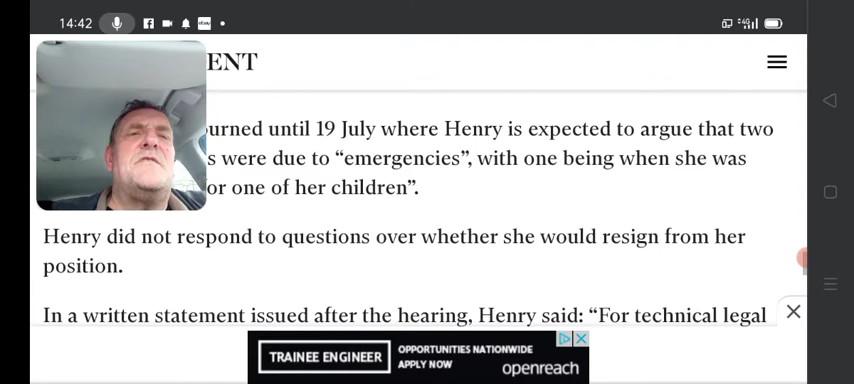 14:42
ENT
urned until 19 July where Henry is expected to argue that two
s were due to “emergencies”, with one being when she was
or one of her children”.
Henry did not respond to questions over whether she would resign from her
position.
In a written statement issued after the hearing, Henry said: “For technical legal
TRAINEE ENGINEER
OPPORTUNITIES NATIONWIDE
APPLY NOW
openreach